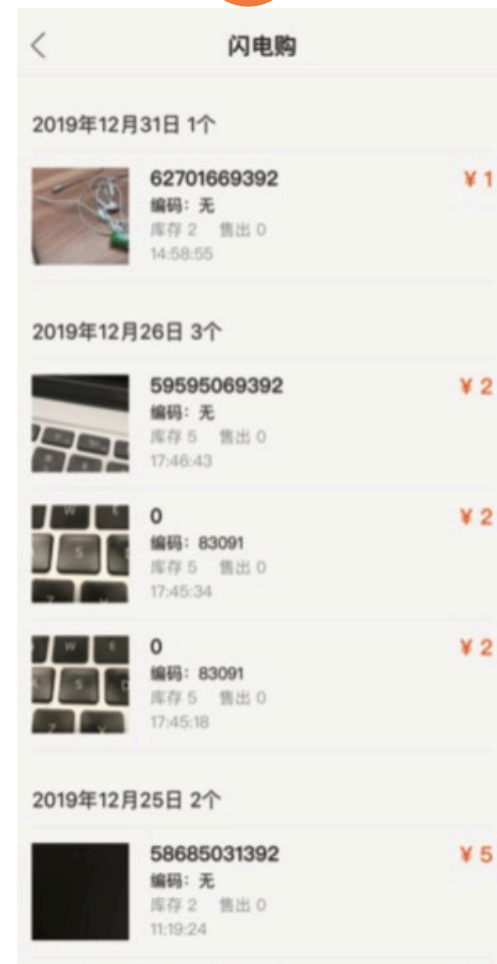 闪电购
2019年12月31日 1个
62701669392 ¥ 1
编码：无
库存 2 售出 0
14:58:55
2019年12月26日 3个
59595069392 ¥ 2
编码：无
库存 5 售出 0
17:46:43
0 ¥ 2
编码：83091
库存 5 售出 0
17:45:34
0 ¥ 2
编码：83091
库存 5 售出 0
17:45:18
2019年12月25日 2个
58685031392 ¥ 5
编码：无
库存 2 售出 0
11:19:24